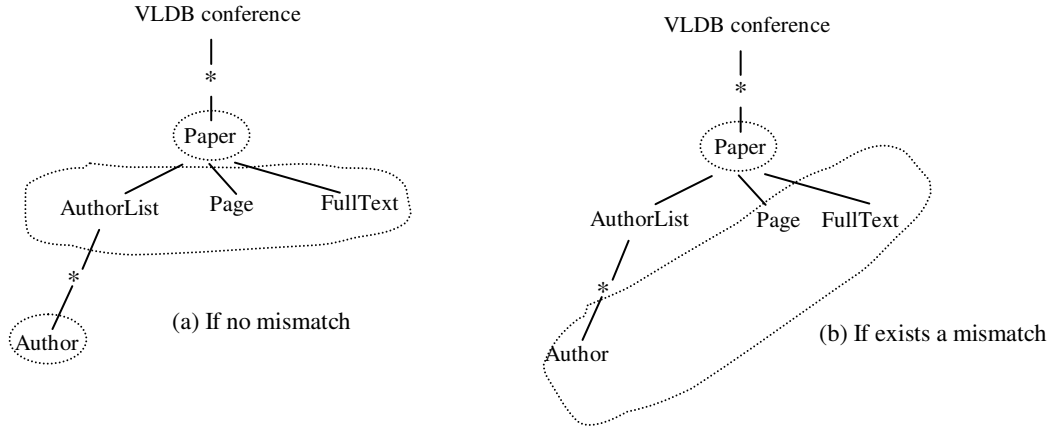 VLDB conference
*
Paper
AuthorList Page FullText
*
Author
(a) If no mismatch
VLDB conference
*
Paper
AuthorList Page FullText
*
Author
(b) If exists a mismatch